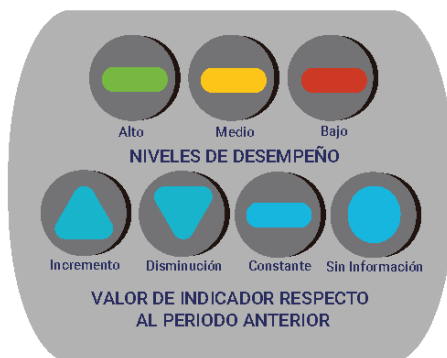 Alto Medio Bajo
NIVELES DE DESEMPEÑO
Incremento Disminución Constante Sin Información
VALOR DE INDICADOR RESPECTO
AL PERIODO ANTERIOR